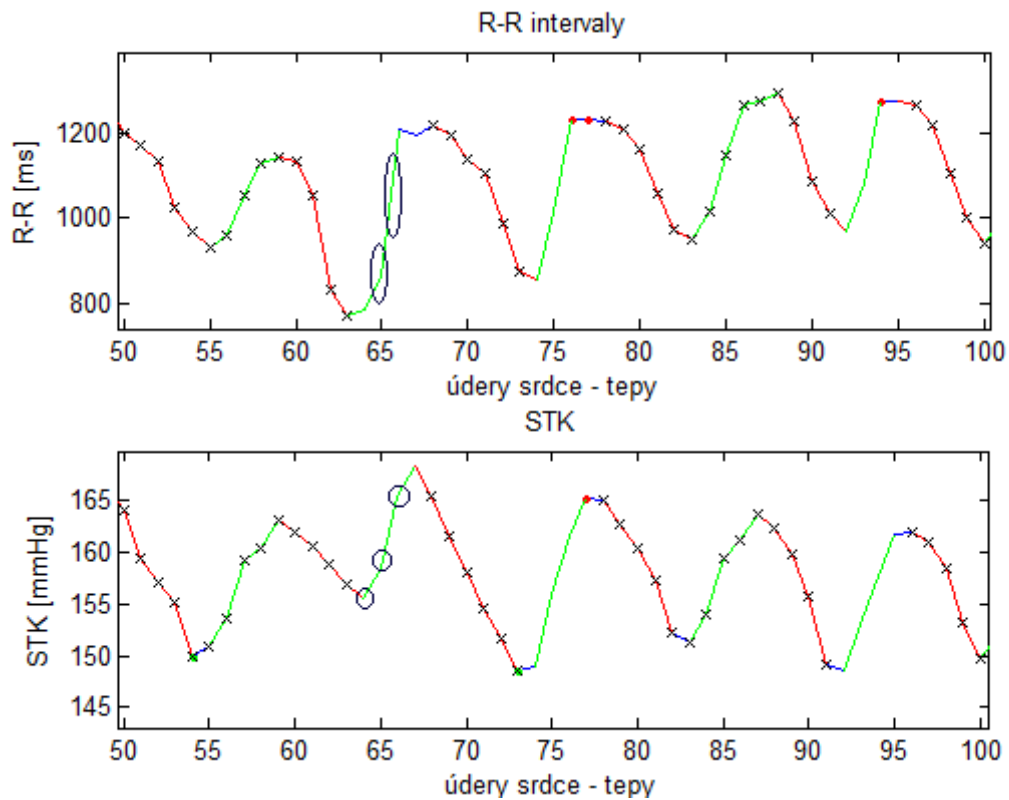 R-R intervaly
R-R [ms]
1200
1000
800
50 55 60 65 70 75 80 85 90 95 100
údery srdce - tepy
STK
STK [mmHg]
165
160
155
150
145
50 55 60 65 70 75 80 85 90 95 100
údery srdce - tepy